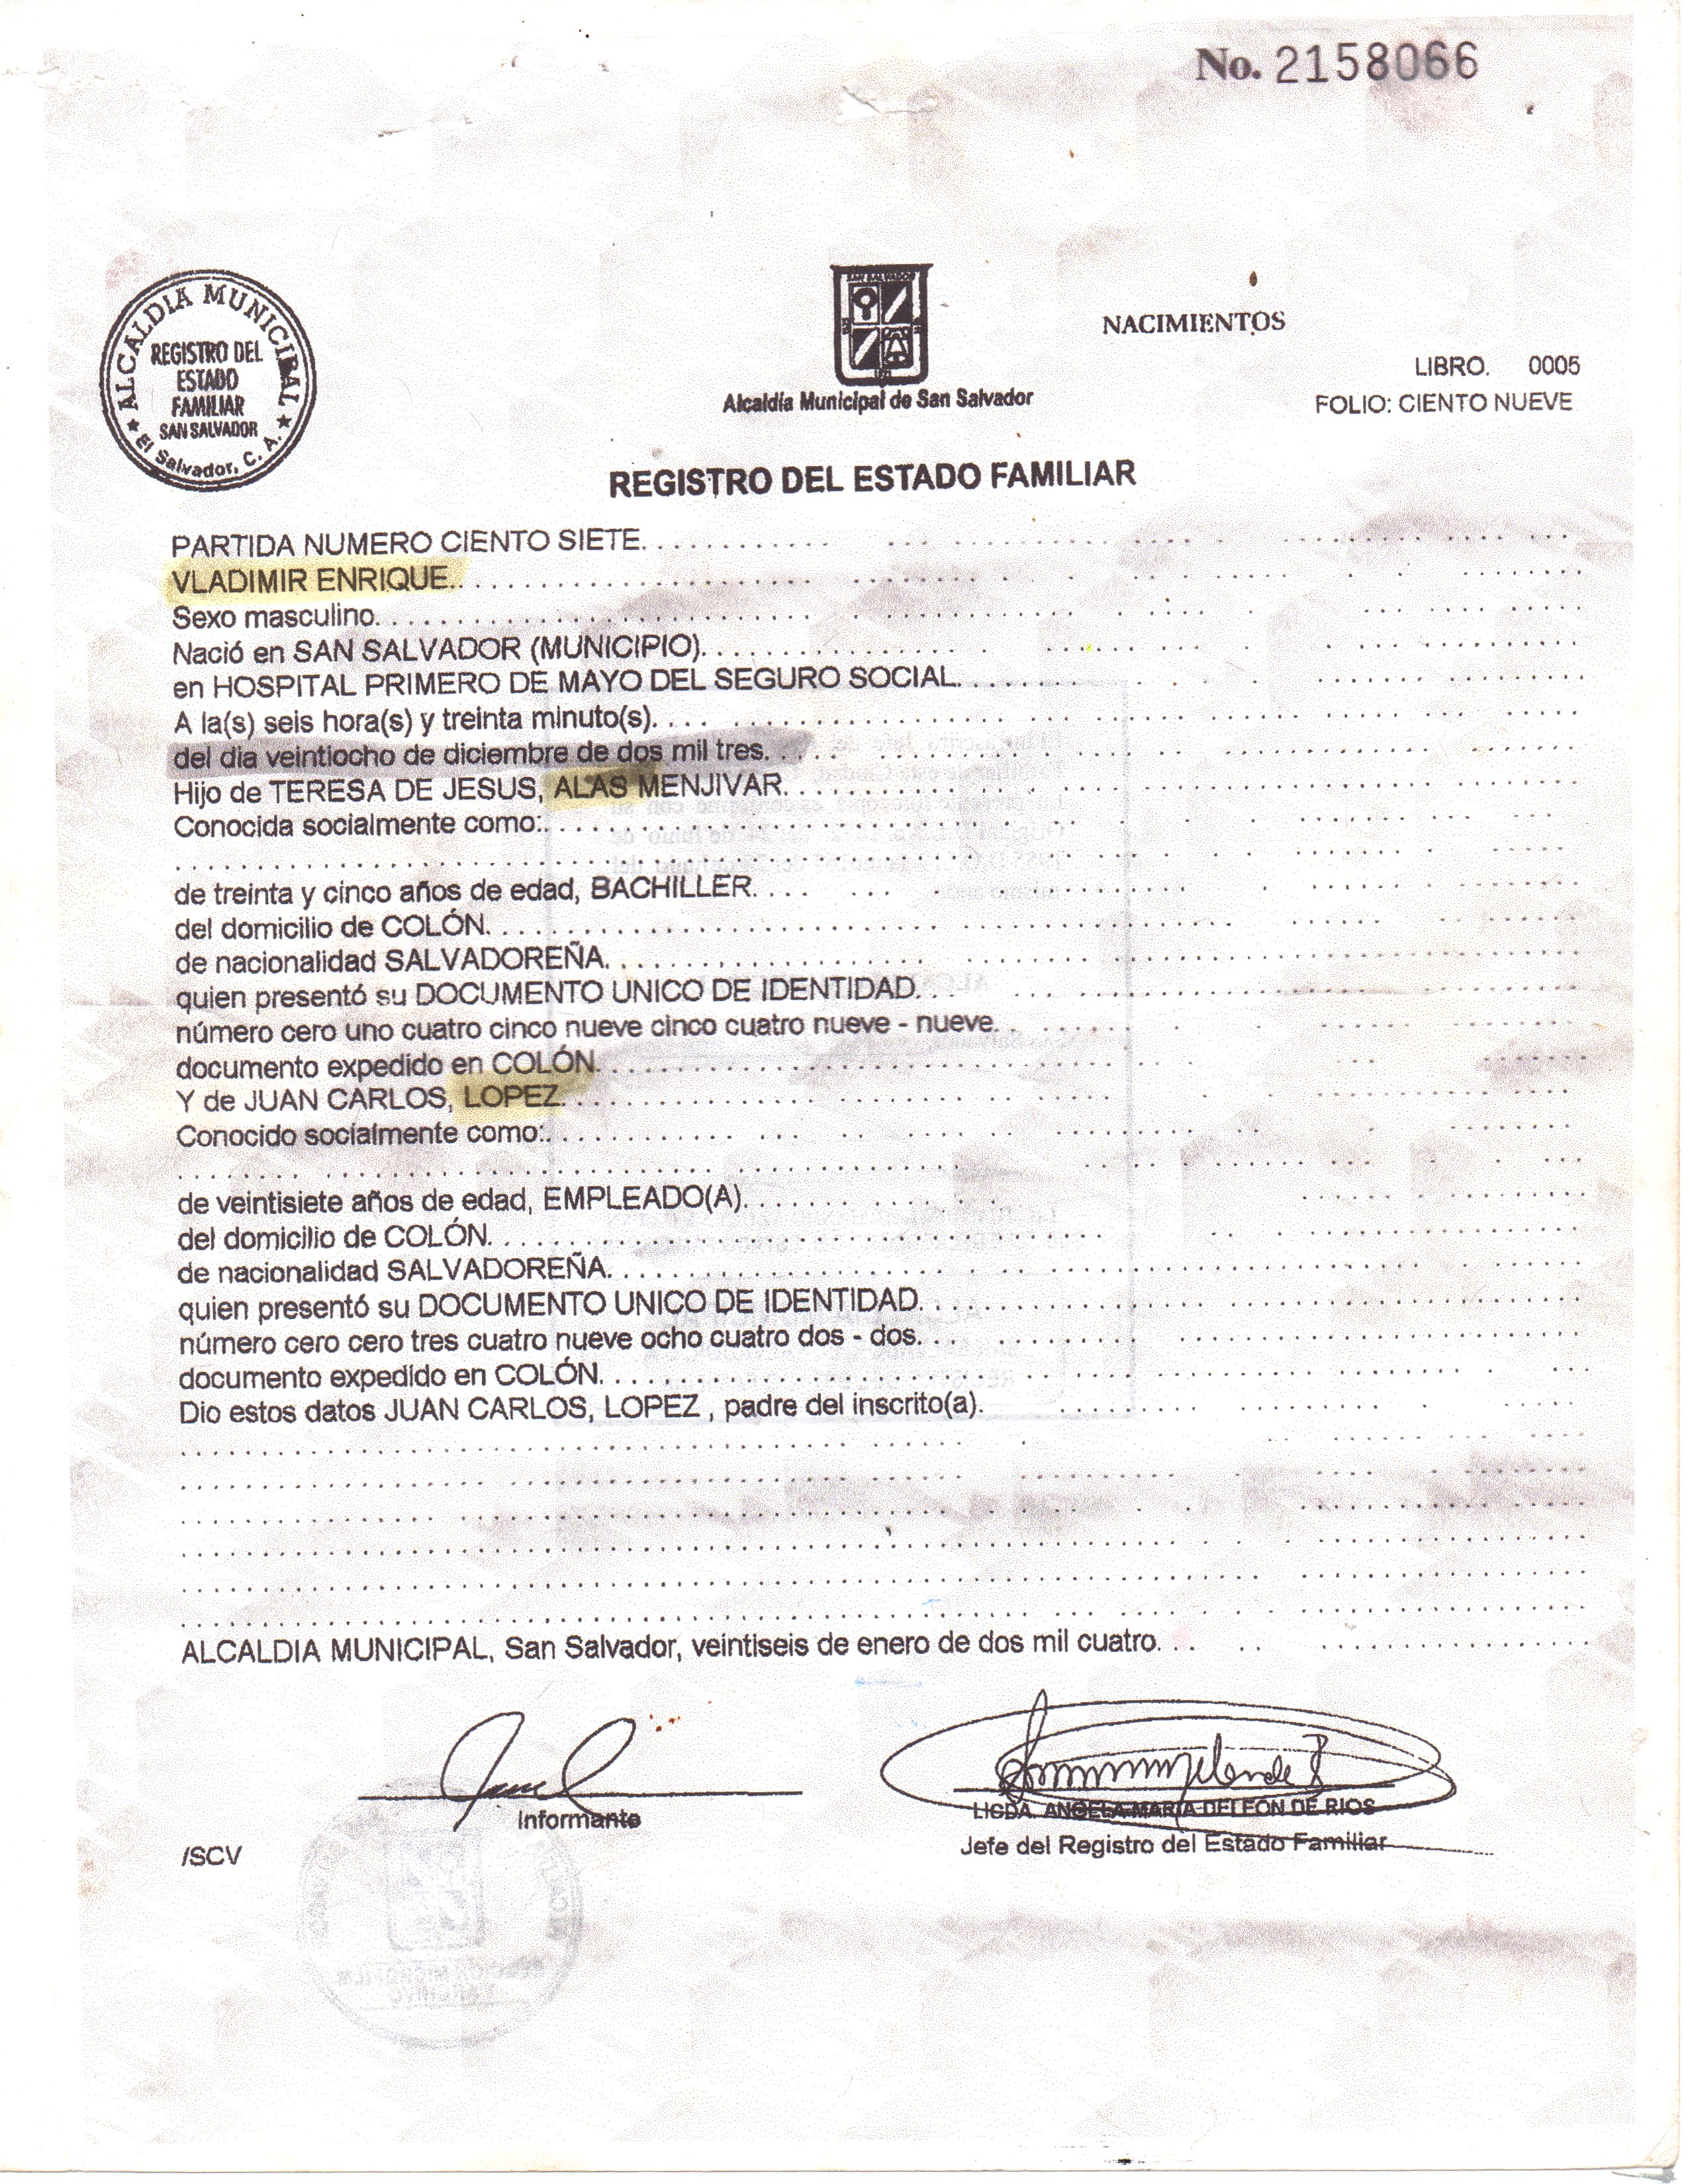 No. 2158066
ALCALDIA MUNICIPAL
REGISTRO DEL
ESTADO
FAMILIAR
SAN SALVADOR
El Salvador, C. A.
SAN SALVADOR
Alcaldía Municipal de San Salvador
NACIMIENTOS
LIBRO. 0005
FOLIO: CIENTO NUEVE
REGISTRO DEL ESTADO FAMILIAR
PARTIDA NUMERO CIENTO SIETE.
VLADIMIR ENRIQUE.
Sexo masculino.
Nació en SAN SALVADOR (MUNICIPIO).
en HOSPITAL PRIMERO DE MAYO DEL SEGURO SOCIAL.
A la(s) seis hora(s) y treinta minuto(s).
del dia veintiocho de diciembre de dos mil tres.
Hijo de TERESA DE JESUS, ALAS MENJIVAR.
Conocida socialmente como:.
de treinta y cinco años de edad, BACHILLER.
del domicilio de COLÓN.
de nacionalidad SALVADOREÑA.
quien presentó su DOCUMENTO UNICO DE IDENTIDAD.
número cero uno cuatro cinco nueve cinco cuatro nueve - nueve.
documento expedido en COLÓN.
Y de JUAN CARLOS, LOPEZ.
Conocido socialmente como:.
de veintisiete años de edad, EMPLEADO(A).
del domicilio de COLÓN.
de nacionalidad SALVADOREÑA.
quien presentó su DOCUMENTO UNICO DE IDENTIDAD.
número cero cero tres cuatro nueve ocho cuatro dos - dos.
documento expedido en COLÓN.
Dio estos datos JUAN CARLOS, LOPEZ , padre del inscrito(a).
ALCALDIA MUNICIPAL, San Salvador, veintiseis de enero de dos mil cuatro.
Informante
LICDA. ANGELA MARIA DELEON DE RIOS
Jefe del Registro del Estado Familiar
/SCV